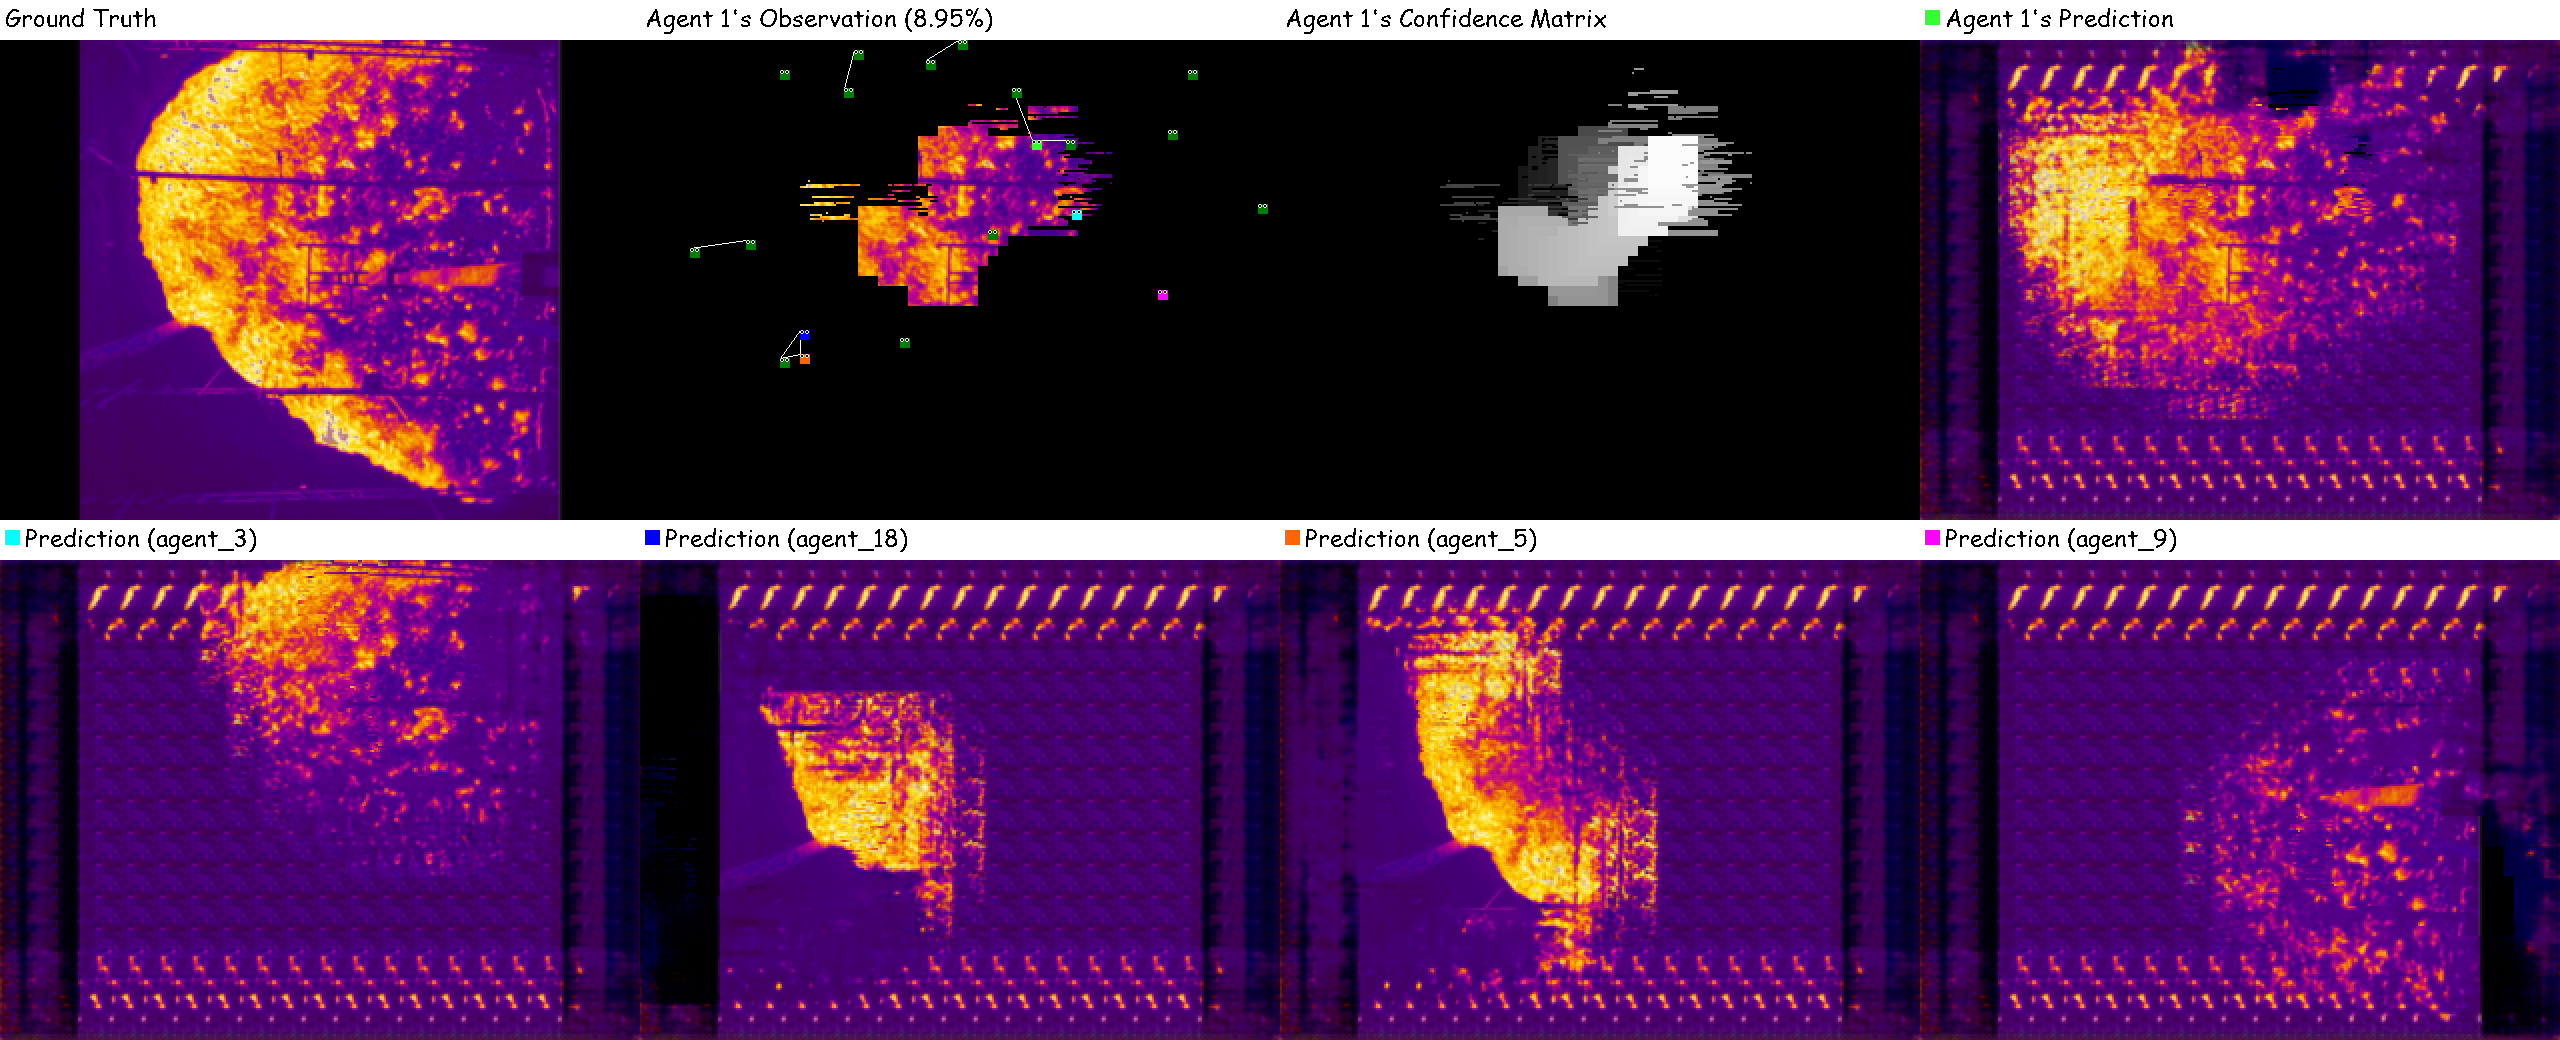 Ground Truth
Agent 1's Observation (8.95%)
Agent 1's Confidence Matrix
Agent 1's Prediction
Prediction (agent_3)
Prediction (agent_18)
Prediction (agent_5)
Prediction (agent_9)